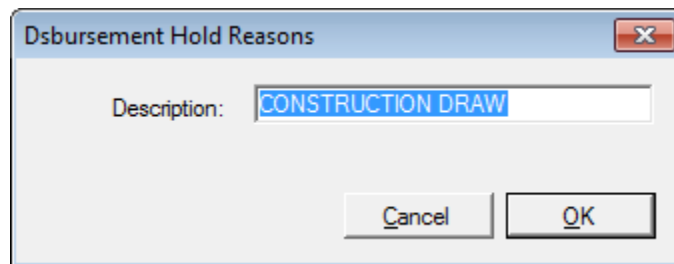 Dsbursement Hold Reasons
Description: CONSTRUCTION DRAW
Cancel OK